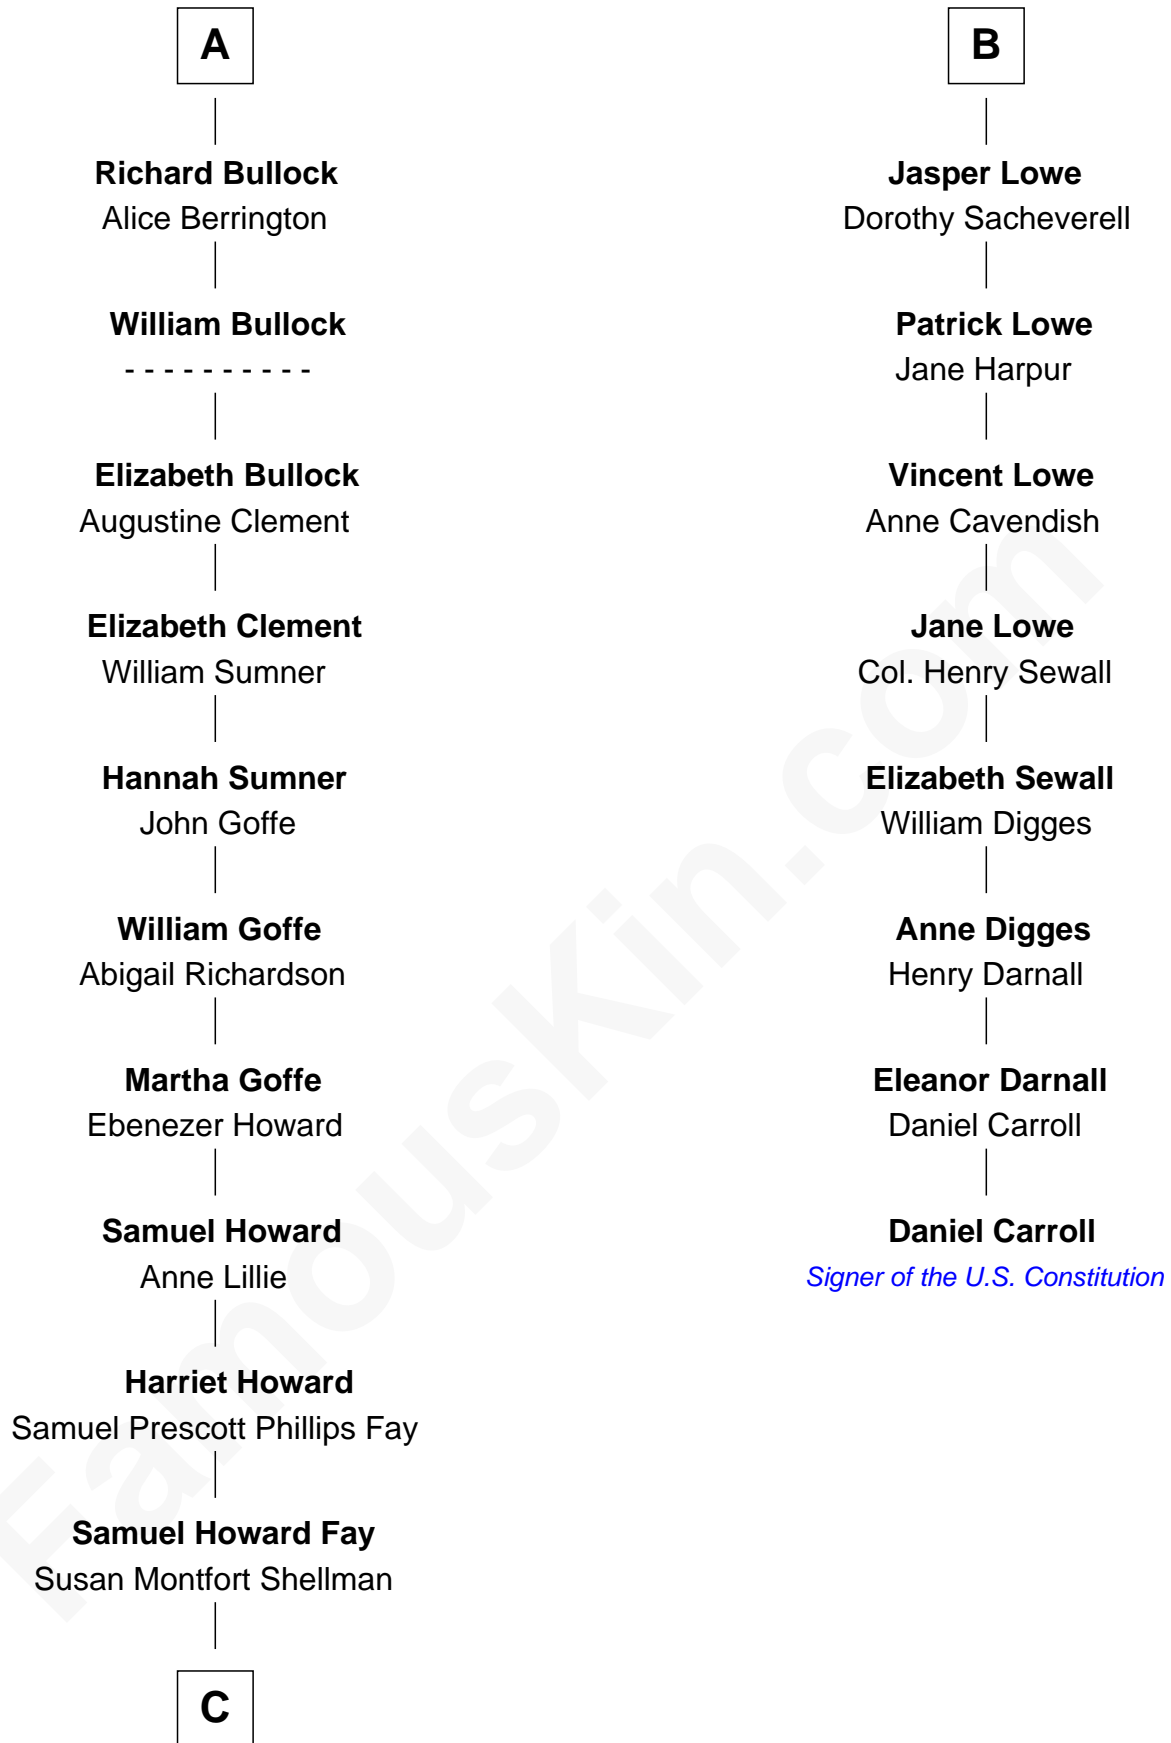 A
Richard Bullock
Alice Berrington
William Bullock
- - - - - - - - - -
Elizabeth Bullock
Augustine Clement
Elizabeth Clement
William Sumner
Hannah Sumner
John Goffe
William Goffe
Abigail Richardson
Martha Goffe
Ebenezer Howard
Samuel Howard
Anne Lillie
Harriet Howard
Samuel Prescott Phillips Fay
Samuel Howard Fay
Susan Montfort Shellman
C
B
Jasper Lowe
Dorothy Sacheverell
Patrick Lowe
Jane Harpur
Vincent Lowe
Anne Cavendish
Jane Lowe
Col. Henry Sewall
Elizabeth Sewall
William Digges
Anne Digges
Henry Darnall
Eleanor Darnall
Daniel Carroll
Daniel Carroll
Signer of the U.S. Constitution
FamousKin.com